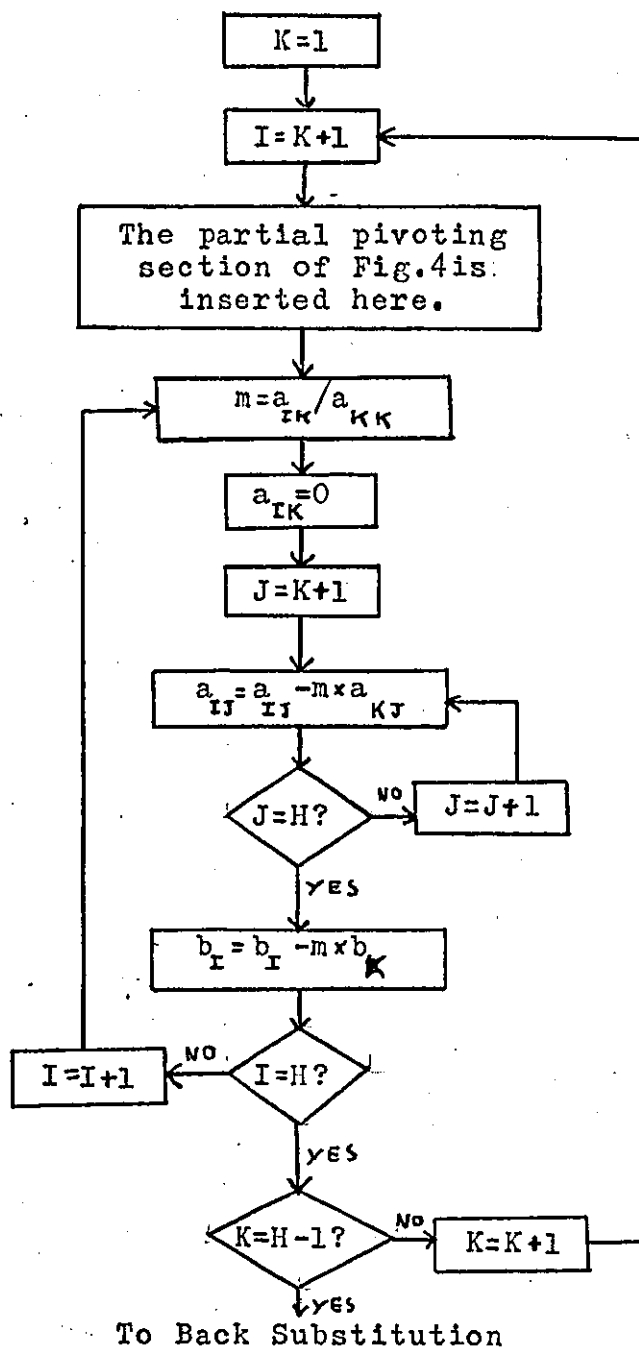 K=1
I=K+1
The partial pivoting
section of Fig.4is
inserted here.
m=a_IK/a_KK
a_IK=0
J=K+1
a_IJ=a_IJ-m×a_KJ
J=H?
NO
J=J+1
YES
b_I=b_I-m×b_K
I=I+1
NO
I=H?
YES
K=H-1?
NO
K=K+1
YES
To Back Substitution